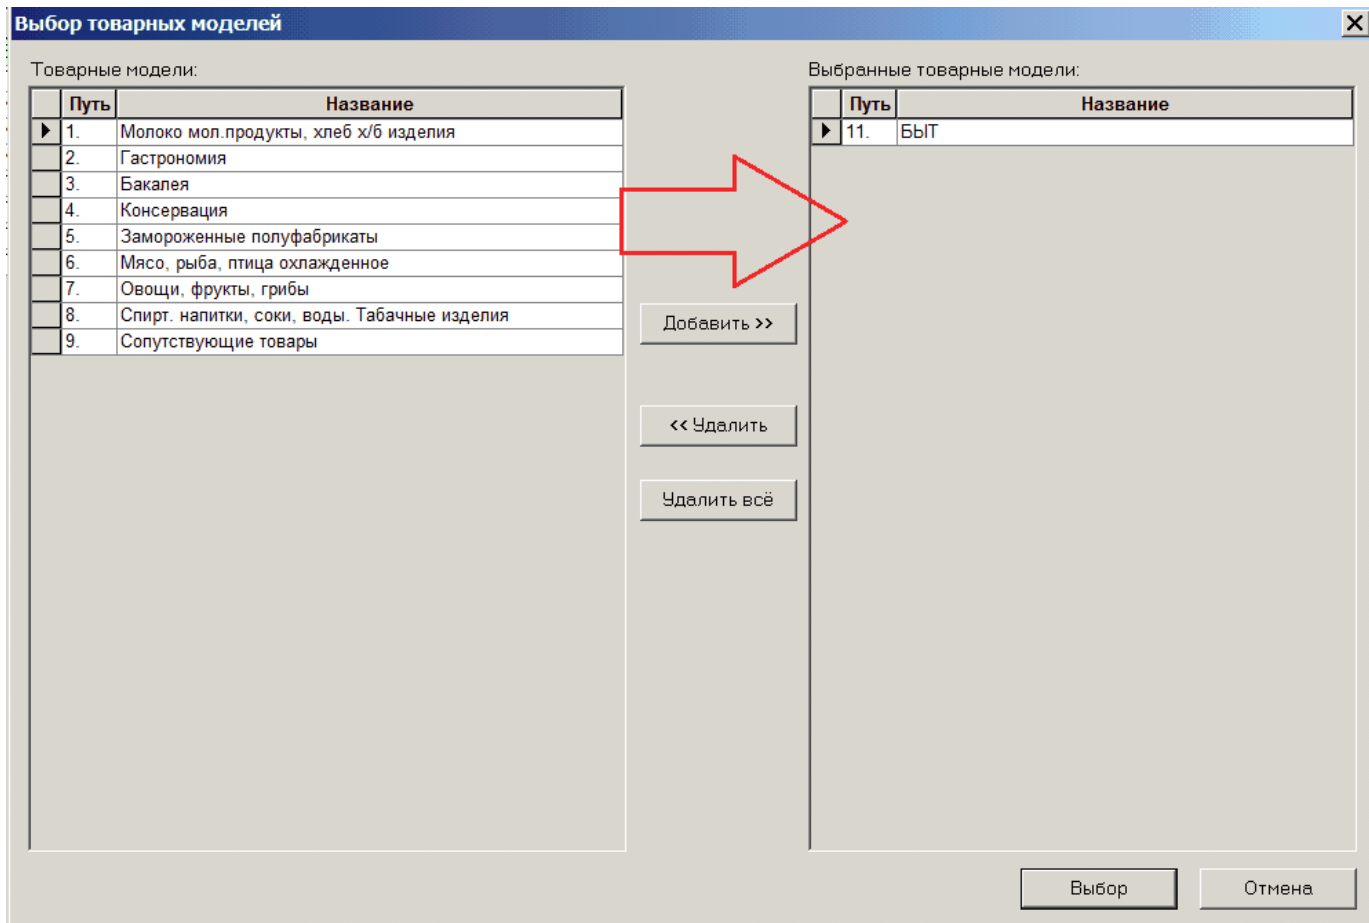 Выбор товарных моделей
Товарные модели:
Путь Название
1. Молоко мол.продукты, хлеб х/б изделия
2. Гастрономия
3. Бакалея
4. Консервация
5. Замороженные полуфабрикаты
6. Мясо, рыба, птица охлажденное
7. Овощи, фрукты, грибы
8. Спирт. напитки, соки, воды. Табачные изделия
9. Сопутствующие товары
Добавить >>
<< Удалить
Удалить всё
Выбранные товарные модели:
Путь Название
11. БЫТ
Выбор
Отмена